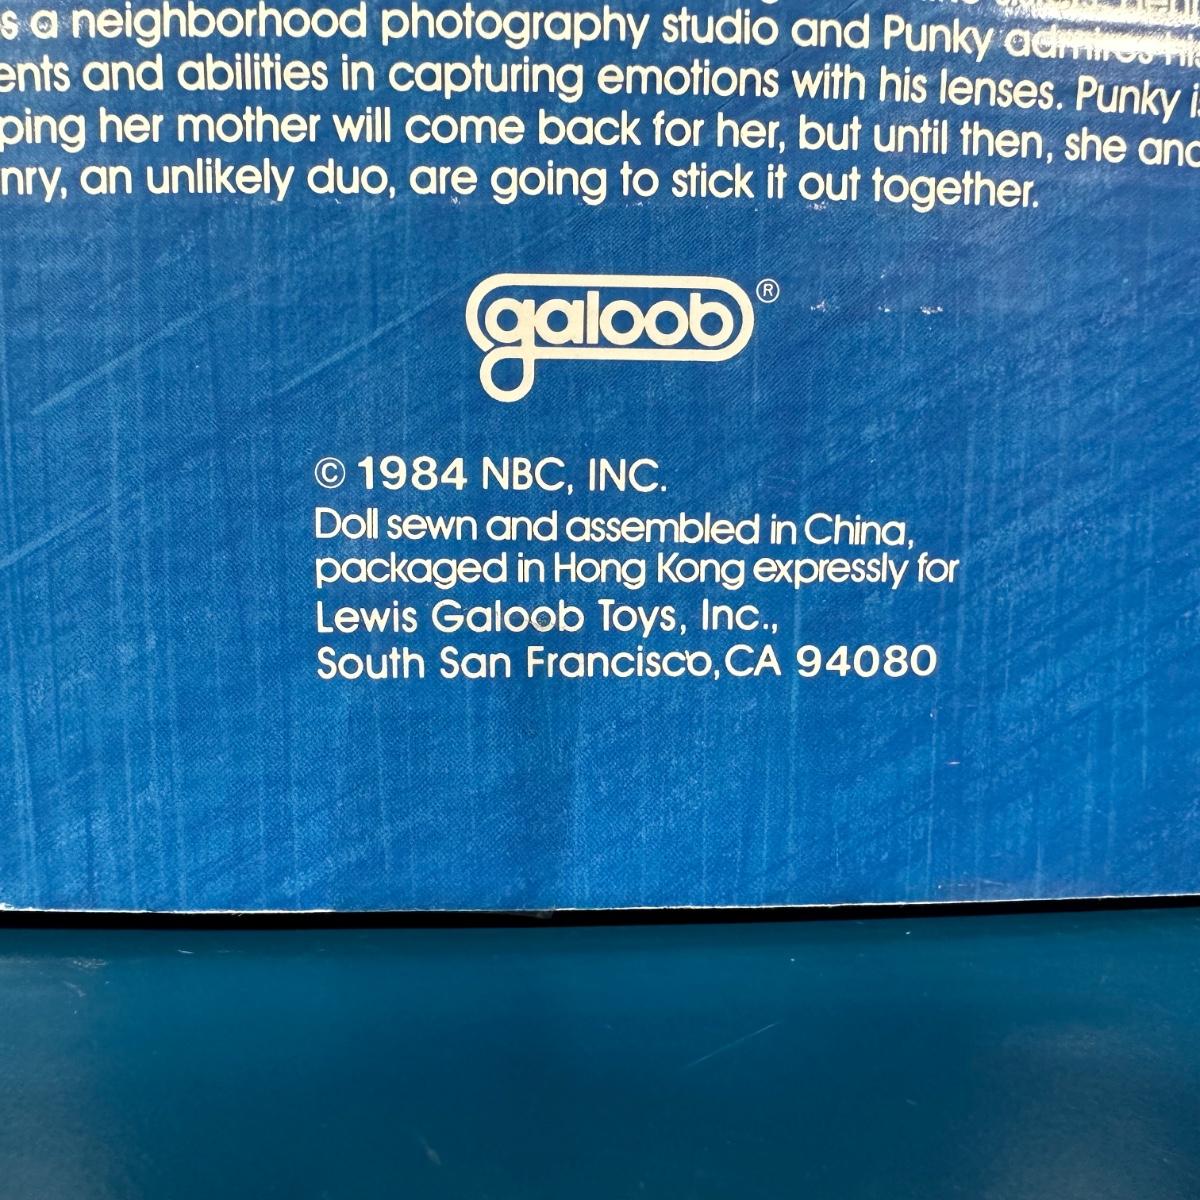 s a neighborhood photography studio and Punky admires his
ents and abilities in capturing emotions with his lenses. Punky i
ping her mother will come back for her, but until then, she and
nry, an unlikely duo, are going to stick it out together.
galoob®
© 1984 NBC, INC.
Doll sewn and assembled in China,
packaged in Hong Kong expressly for
Lewis Galoob Toys, Inc.,
South San Francisco, CA 94080